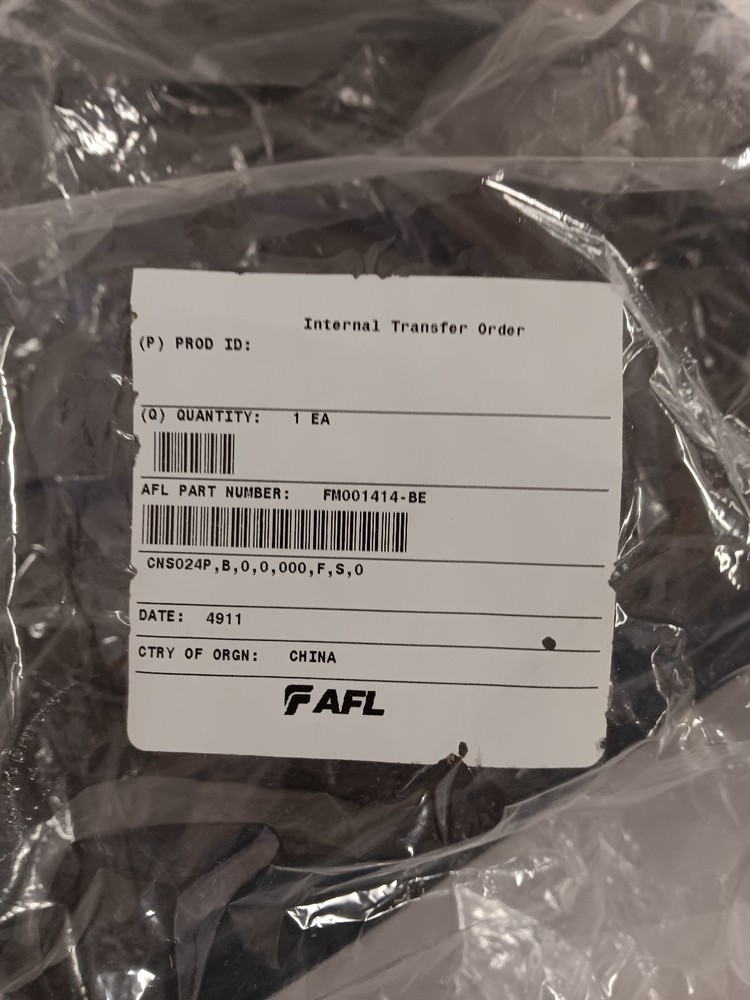 Internal Transfer Order
(P) PROD ID:
(Q) QUANTITY: 1 EA
AFL PART NUMBER: FM001414-BE
CNS024P,B,0,0,000,F,S,0
DATE: 4911
CTRY OF ORGN: CHINA
AFL